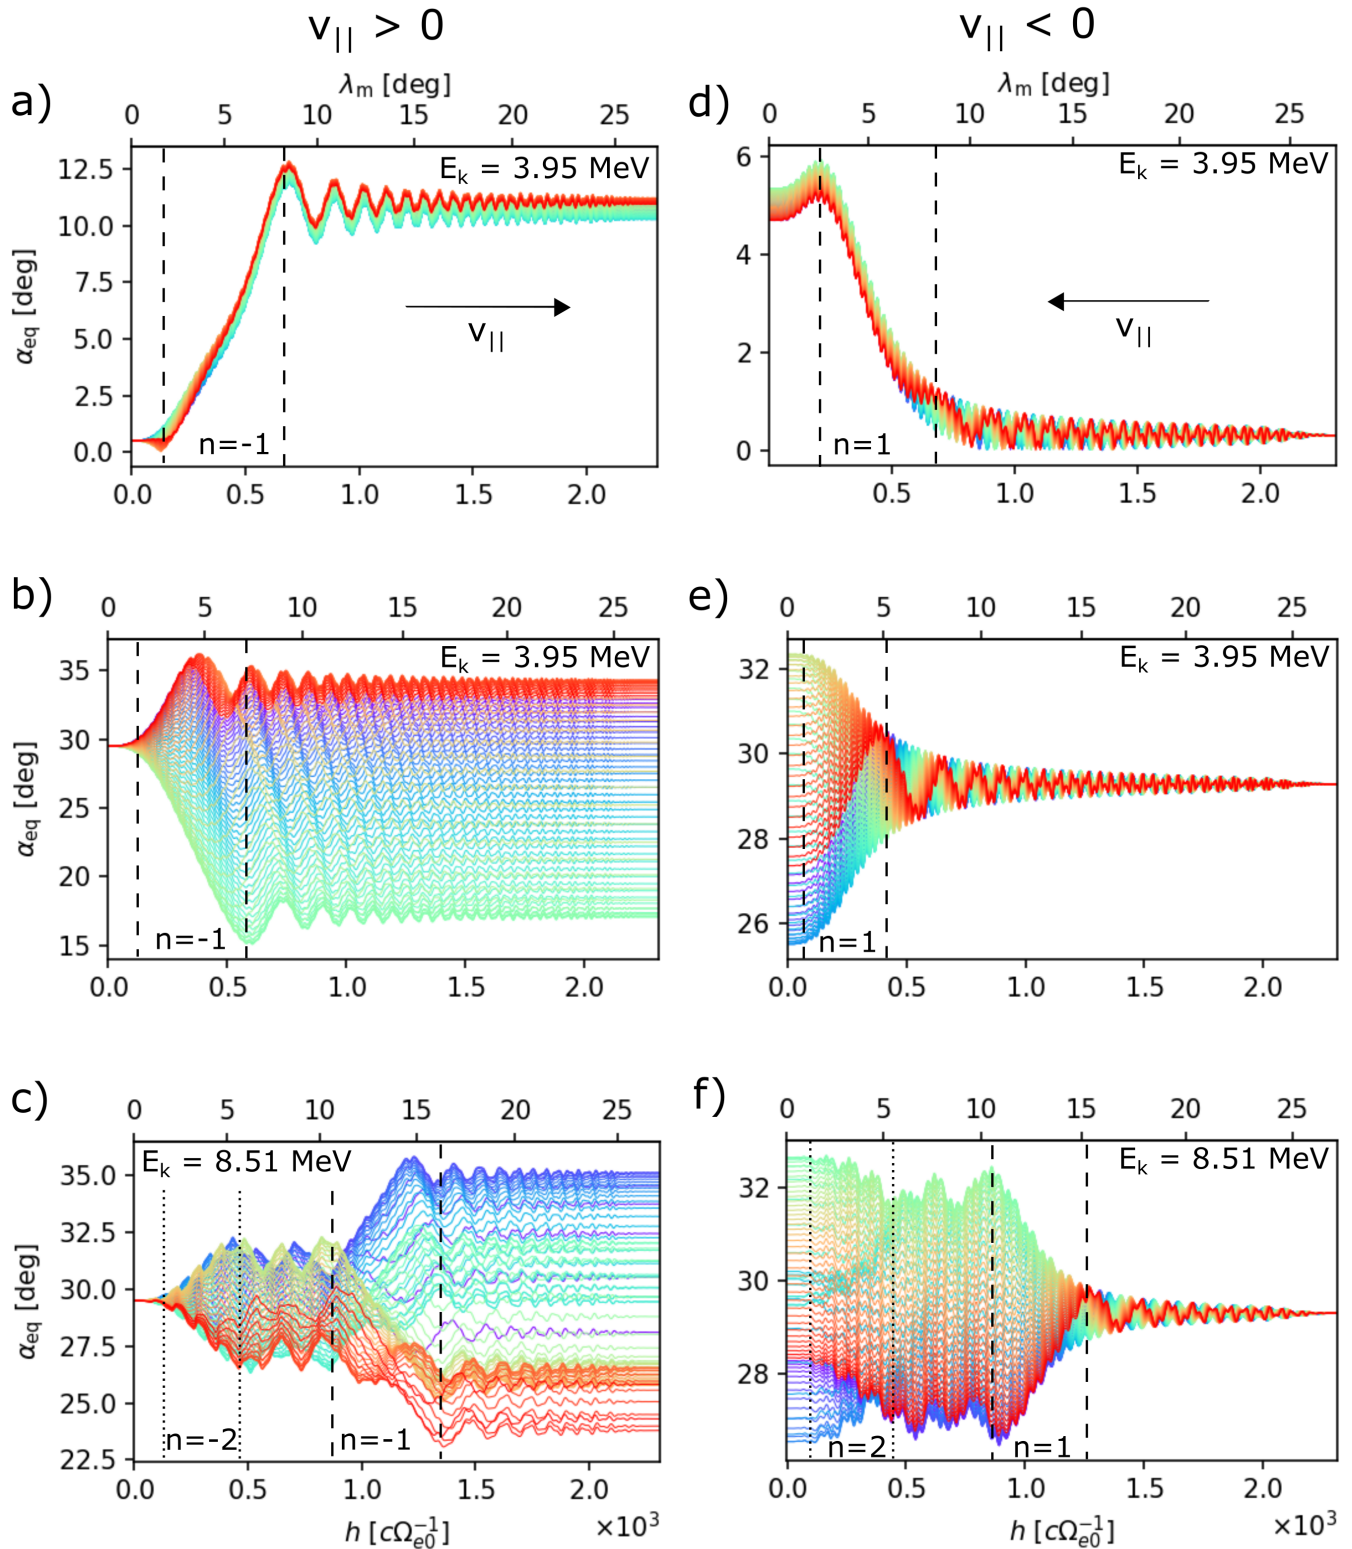 v|| > 0
v|| < 0
a)
λm [deg]
0 5 10 15 20 25
Ek = 3.95 MeV
12.5
10.0
7.5
5.0
2.5
0.0
αeq [deg]
v||
n=-1
0.0 0.5 1.0 1.5 2.0
d)
λm [deg]
0 5 10 15 20 25
Ek = 3.95 MeV
6
4
2
0
v||
n=1
0.5 1.0 1.5 2.0
b)
0 5 10 15 20 25
Ek = 3.95 MeV
35
30
25
20
15
αeq [deg]
n=-1
0.0 0.5 1.0 1.5 2.0
e)
0 5 10 15 20 25
Ek = 3.95 MeV
32
30
28
26
n=1
0.0 0.5 1.0 1.5 2.0
c)
0 5 10 15 20 25
Ek = 8.51 MeV
35.0
32.5
30.0
27.5
25.0
22.5
αeq [deg]
n=-2 n=-1
0.0 0.5 1.0 1.5 2.0
h [cΩe0^-1] ×10^3
f)
0 5 10 15 20 25
Ek = 8.51 MeV
32
30
28
n=2 n=1
0.0 0.5 1.0 1.5 2.0
h [cΩe0^-1] ×10^3